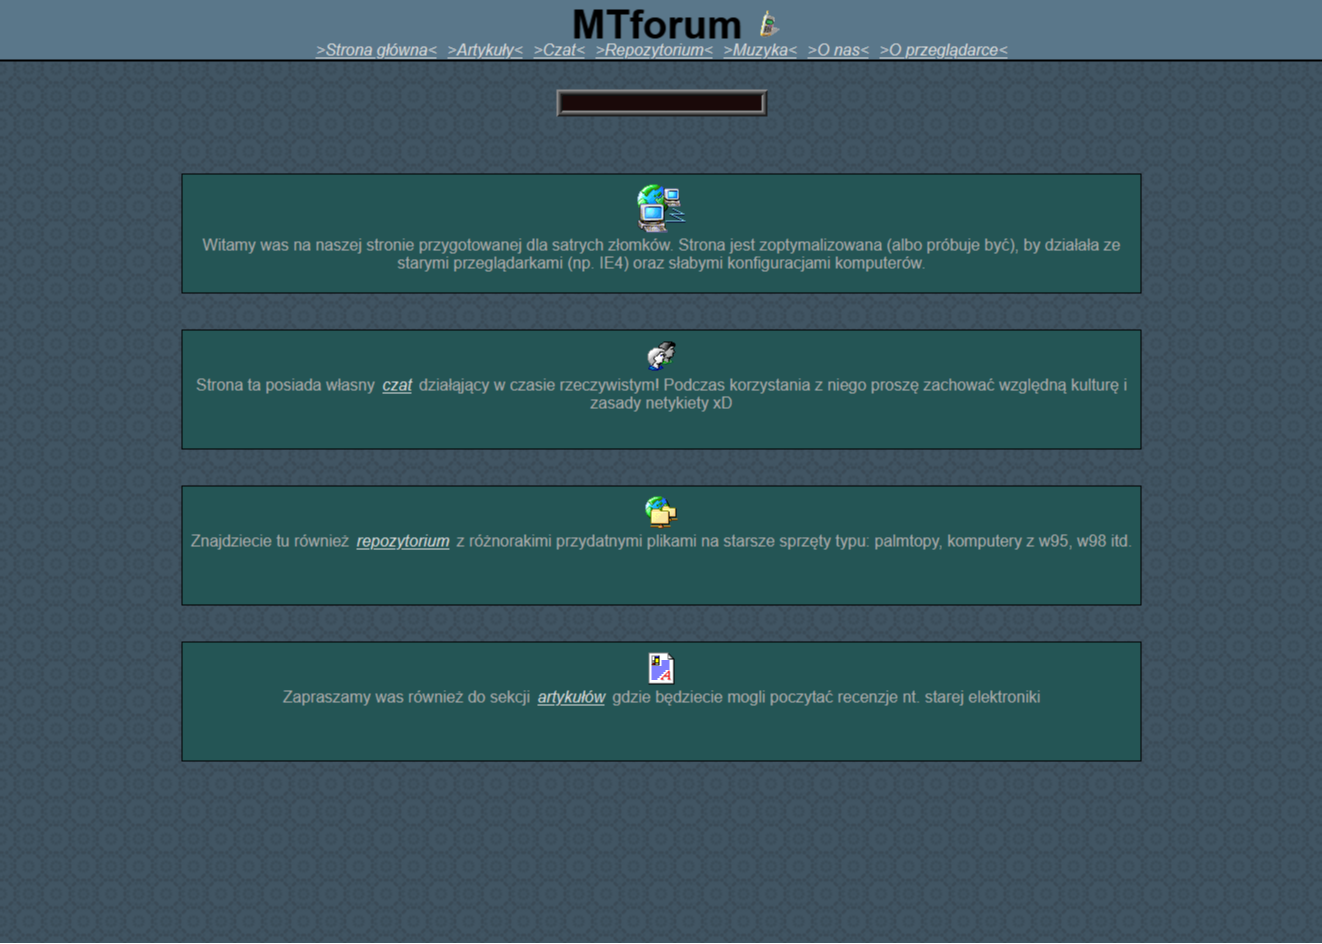 MTforum
>Strona główna< >Artykuły< >Czat< >Repozytorium< >Muzyka< >O nas< >O przeglądarce<
Witamy was na naszej stronie przygotowanej dla satrych złomków. Strona jest zoptymalizowana (albo próbuje być), by działała ze
starymi przeglądarkami (np. IE4) oraz słabymi konfiguracjami komputerów.
Strona ta posiada własny czat działąjący w czasie rzeczywistym! Podczas korzystania z niego proszę zachować względną kulturę i
zasady netykiety xD
Znajdziecie tu również repozytorium z różnorakimi przydatnymi plikami na starsze sprzęty typu: palmtopy, komputery z w95, w98 itd.
Zapraszamy was również do sekcji artykułów gdzie będziecie mogli poczytać recenzje nt. starej elektroniki